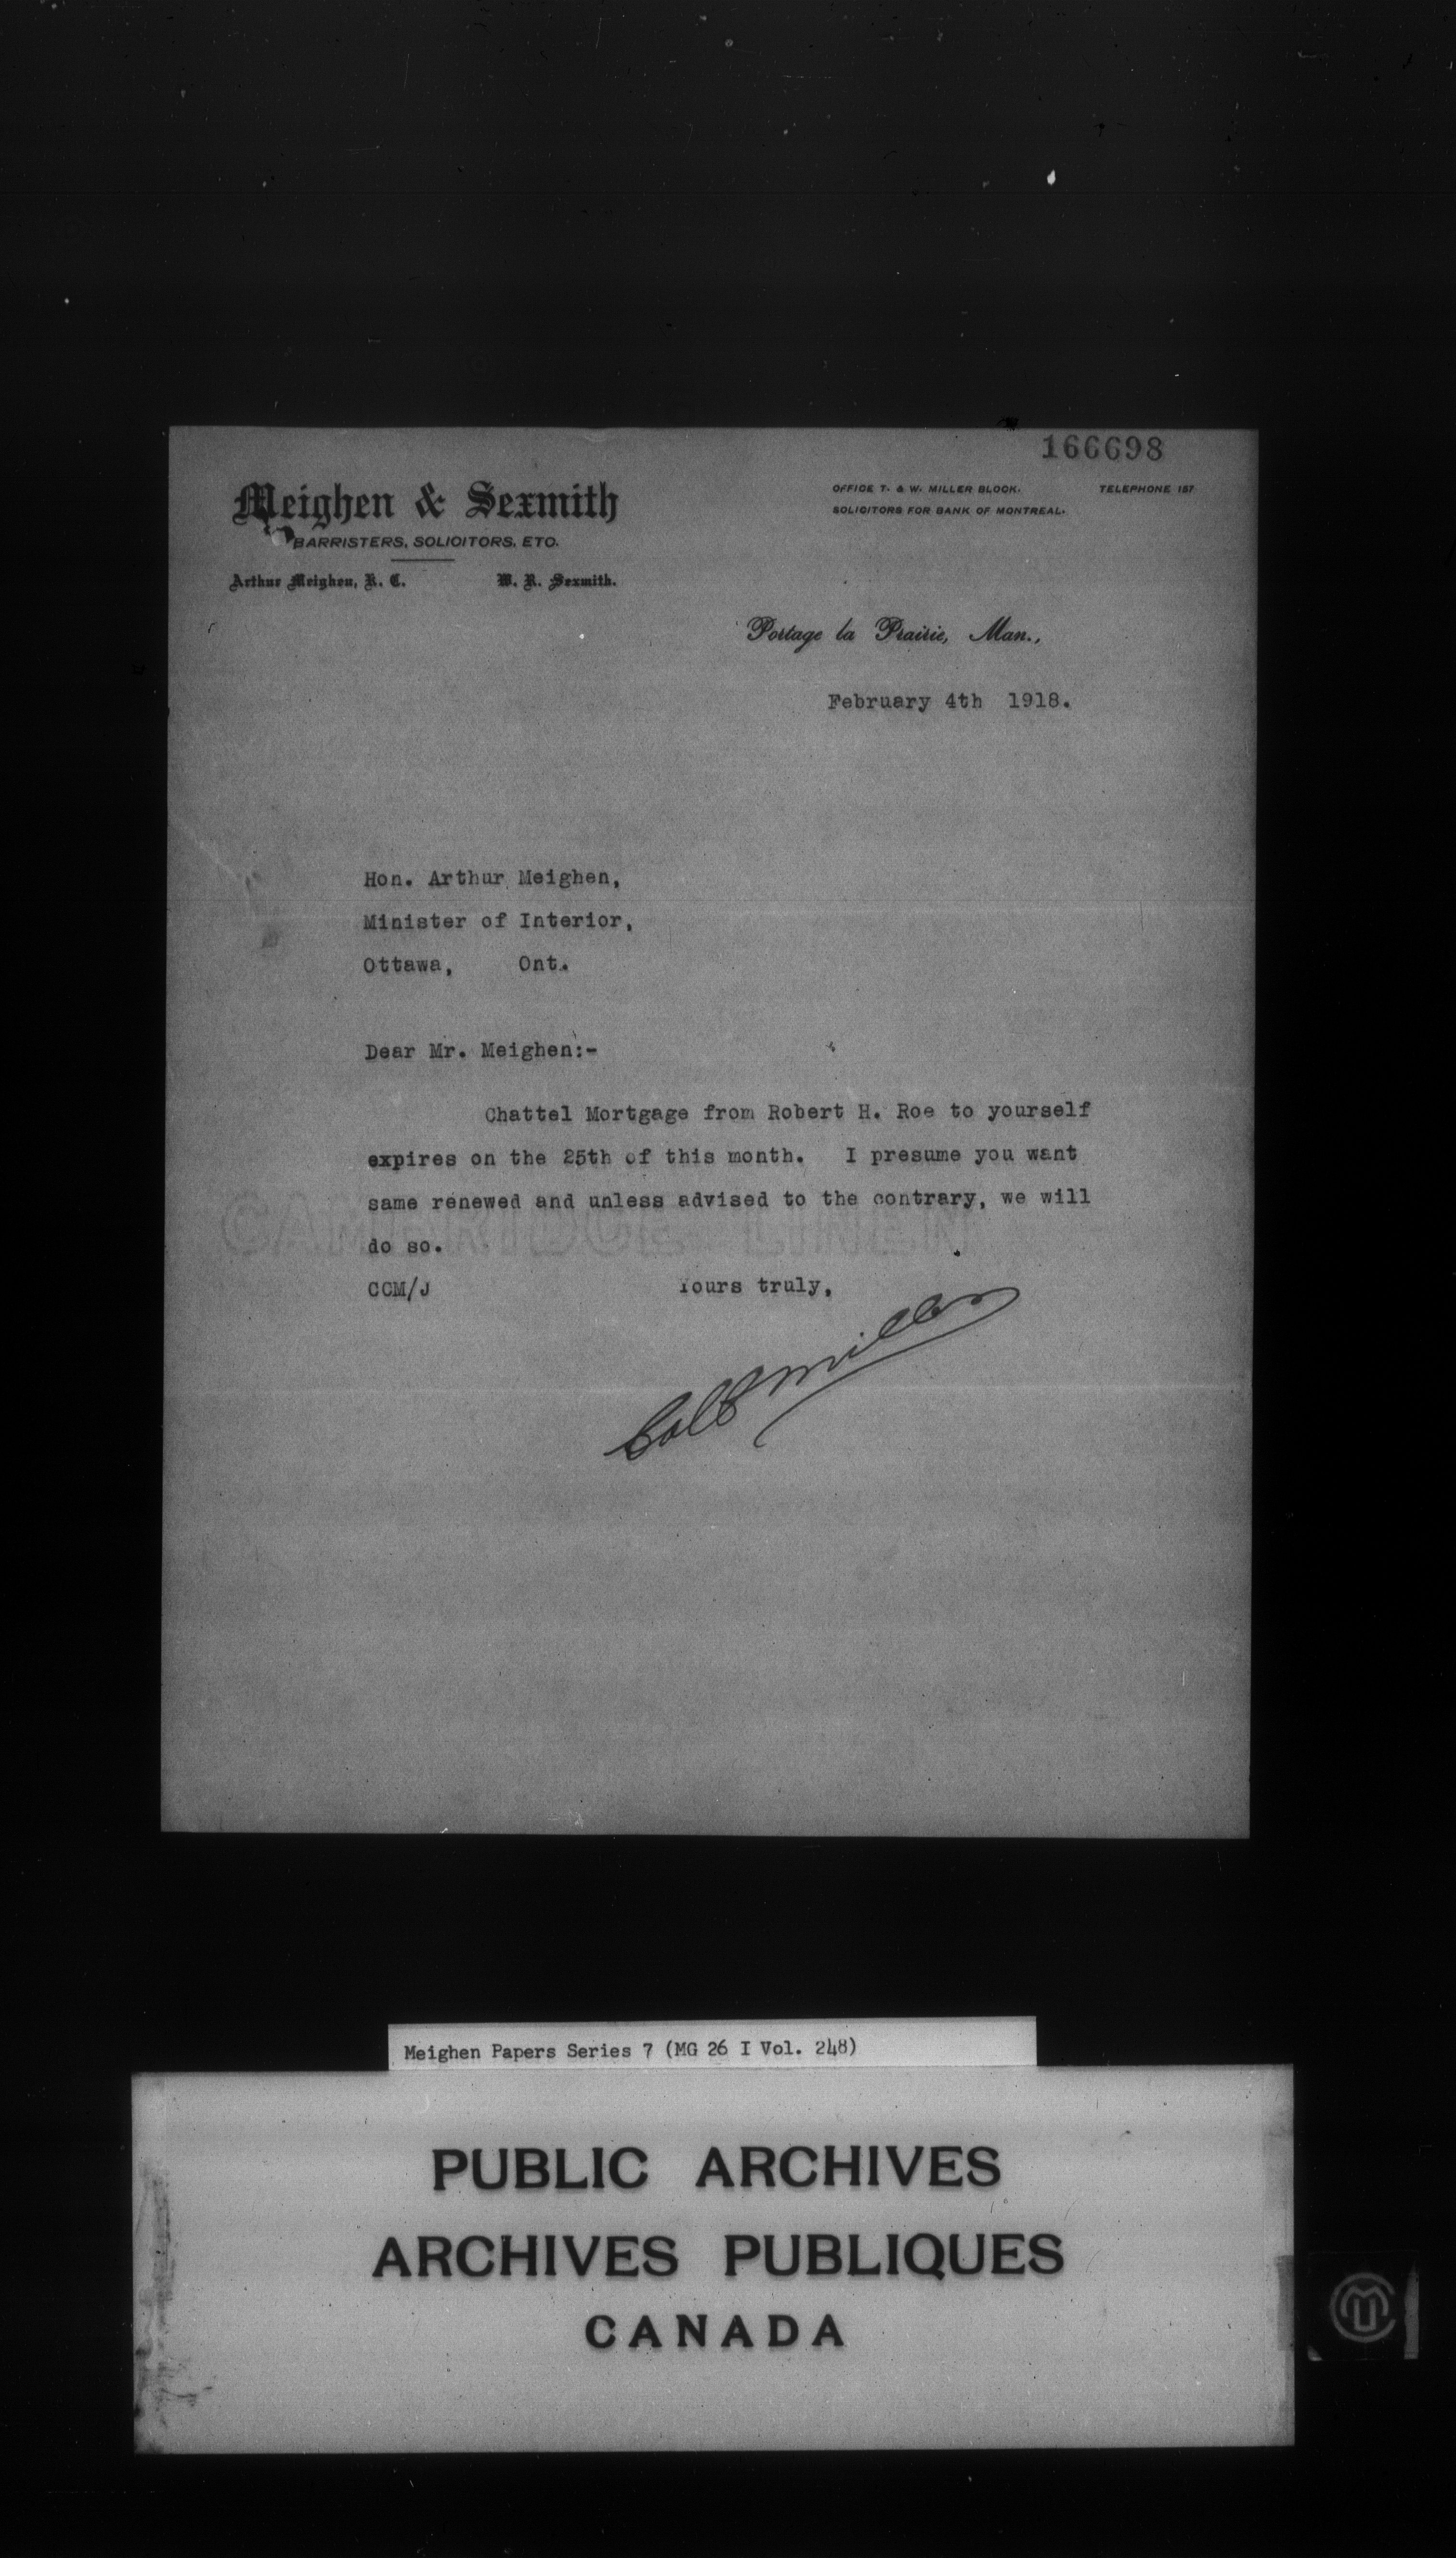 166698
Meighen & Sexmith
BARRISTERS, SOLICITORS, ETC.
Arthur Meighen, K. C. W. R. Sexmith.
OFFICE T. & W. MILLER BLOCK. TELEPHONE 157
SOLICITORS FOR BANK OF MONTREAL.
Portage la Prairie, Man.,
February 4th 1918.
Hon. Arthur Meighen,
Minister of Interior,
Ottawa, Ont.
Dear Mr. Meighen:-
Chattel Mortgage from Robert H. Roe to yourself
expires on the 25th of this month. I presume you want
same renewed and unless advised to the contrary, we will
do so.
CCM/J Yours truly,
Miller
LINEN
Meighen Papers Series 7 (MG 26 I Vol. 248)
PUBLIC ARCHIVES
ARCHIVES PUBLIQUES
CANADA